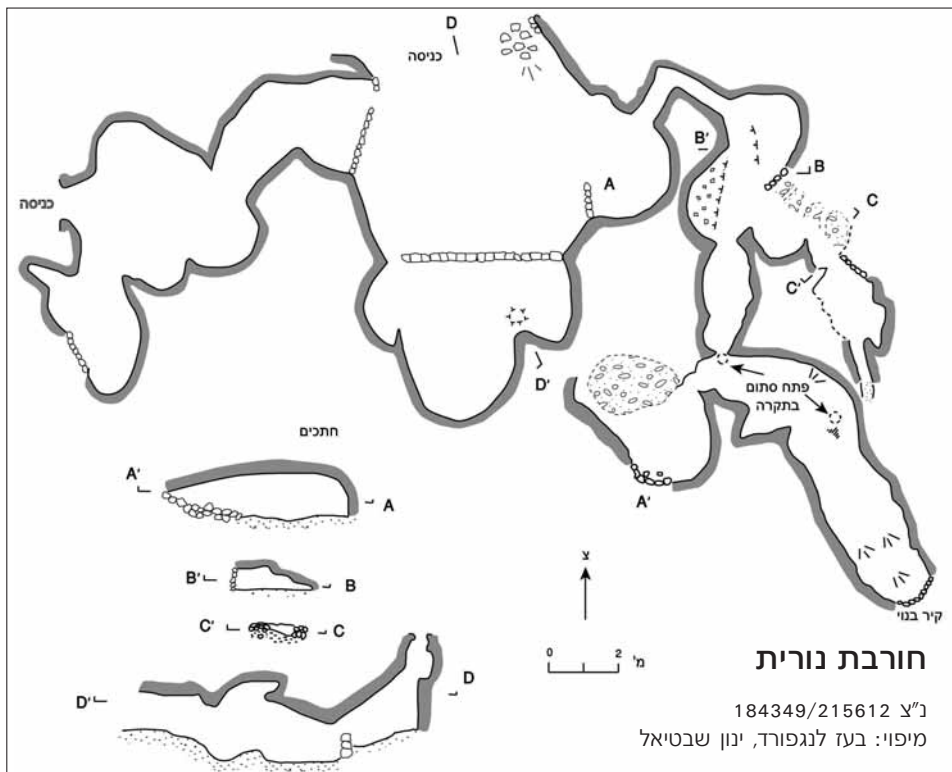 D
כניסה
B'
B
A
C
כניסה
C'
D'
פתח סתום
בתקרה
חתכים
A'
A
A'
B'
B
צ
C'
C
קיר בנוי
0 2 מ'
D
D'
חורבת נורית
נ"צ 184349/215612
מיפוי: בעז לנגפורד, ינון שבטיאל